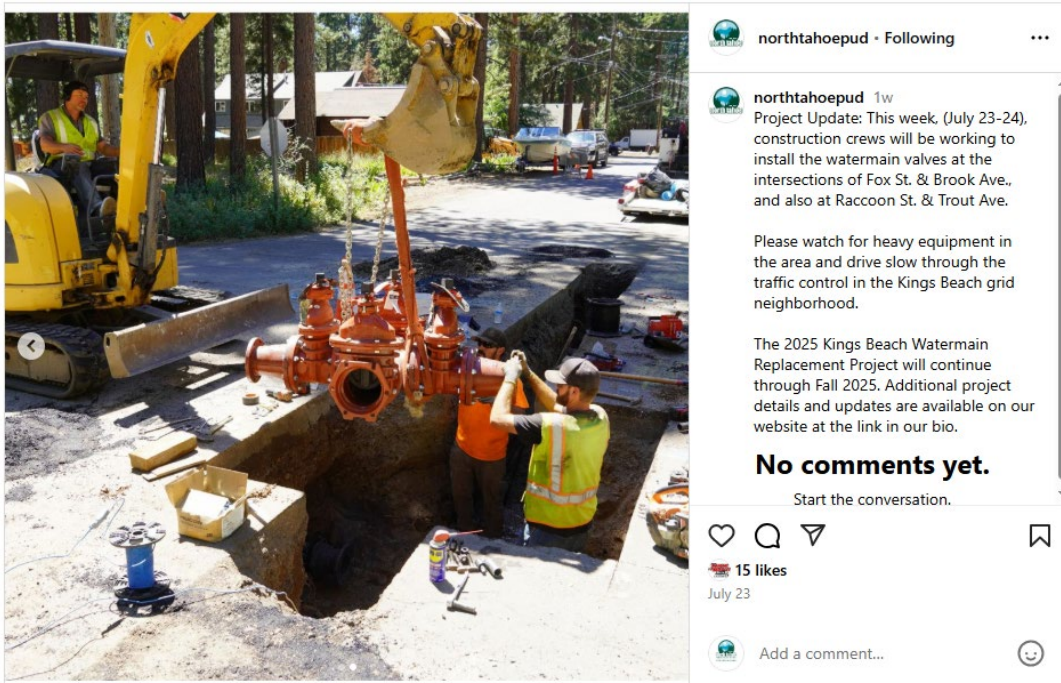 northtahoepud • Following
northtahoepud 1w
Project Update: This week, (July 23-24),
construction crews will be working to
install the watermain valves at the
intersections of Fox St. & Brook Ave.,
and also at Raccoon St. & Trout Ave.
Please watch for heavy equipment in
the area and drive slow through the
traffic control in the Kings Beach grid
neighborhood.
The 2025 Kings Beach Watermain
Replacement Project will continue
through Fall 2025. Additional project
details and updates are available on our
website at the link in our bio.
No comments yet.
Start the conversation.
15 likes
July 23
Add a comment...